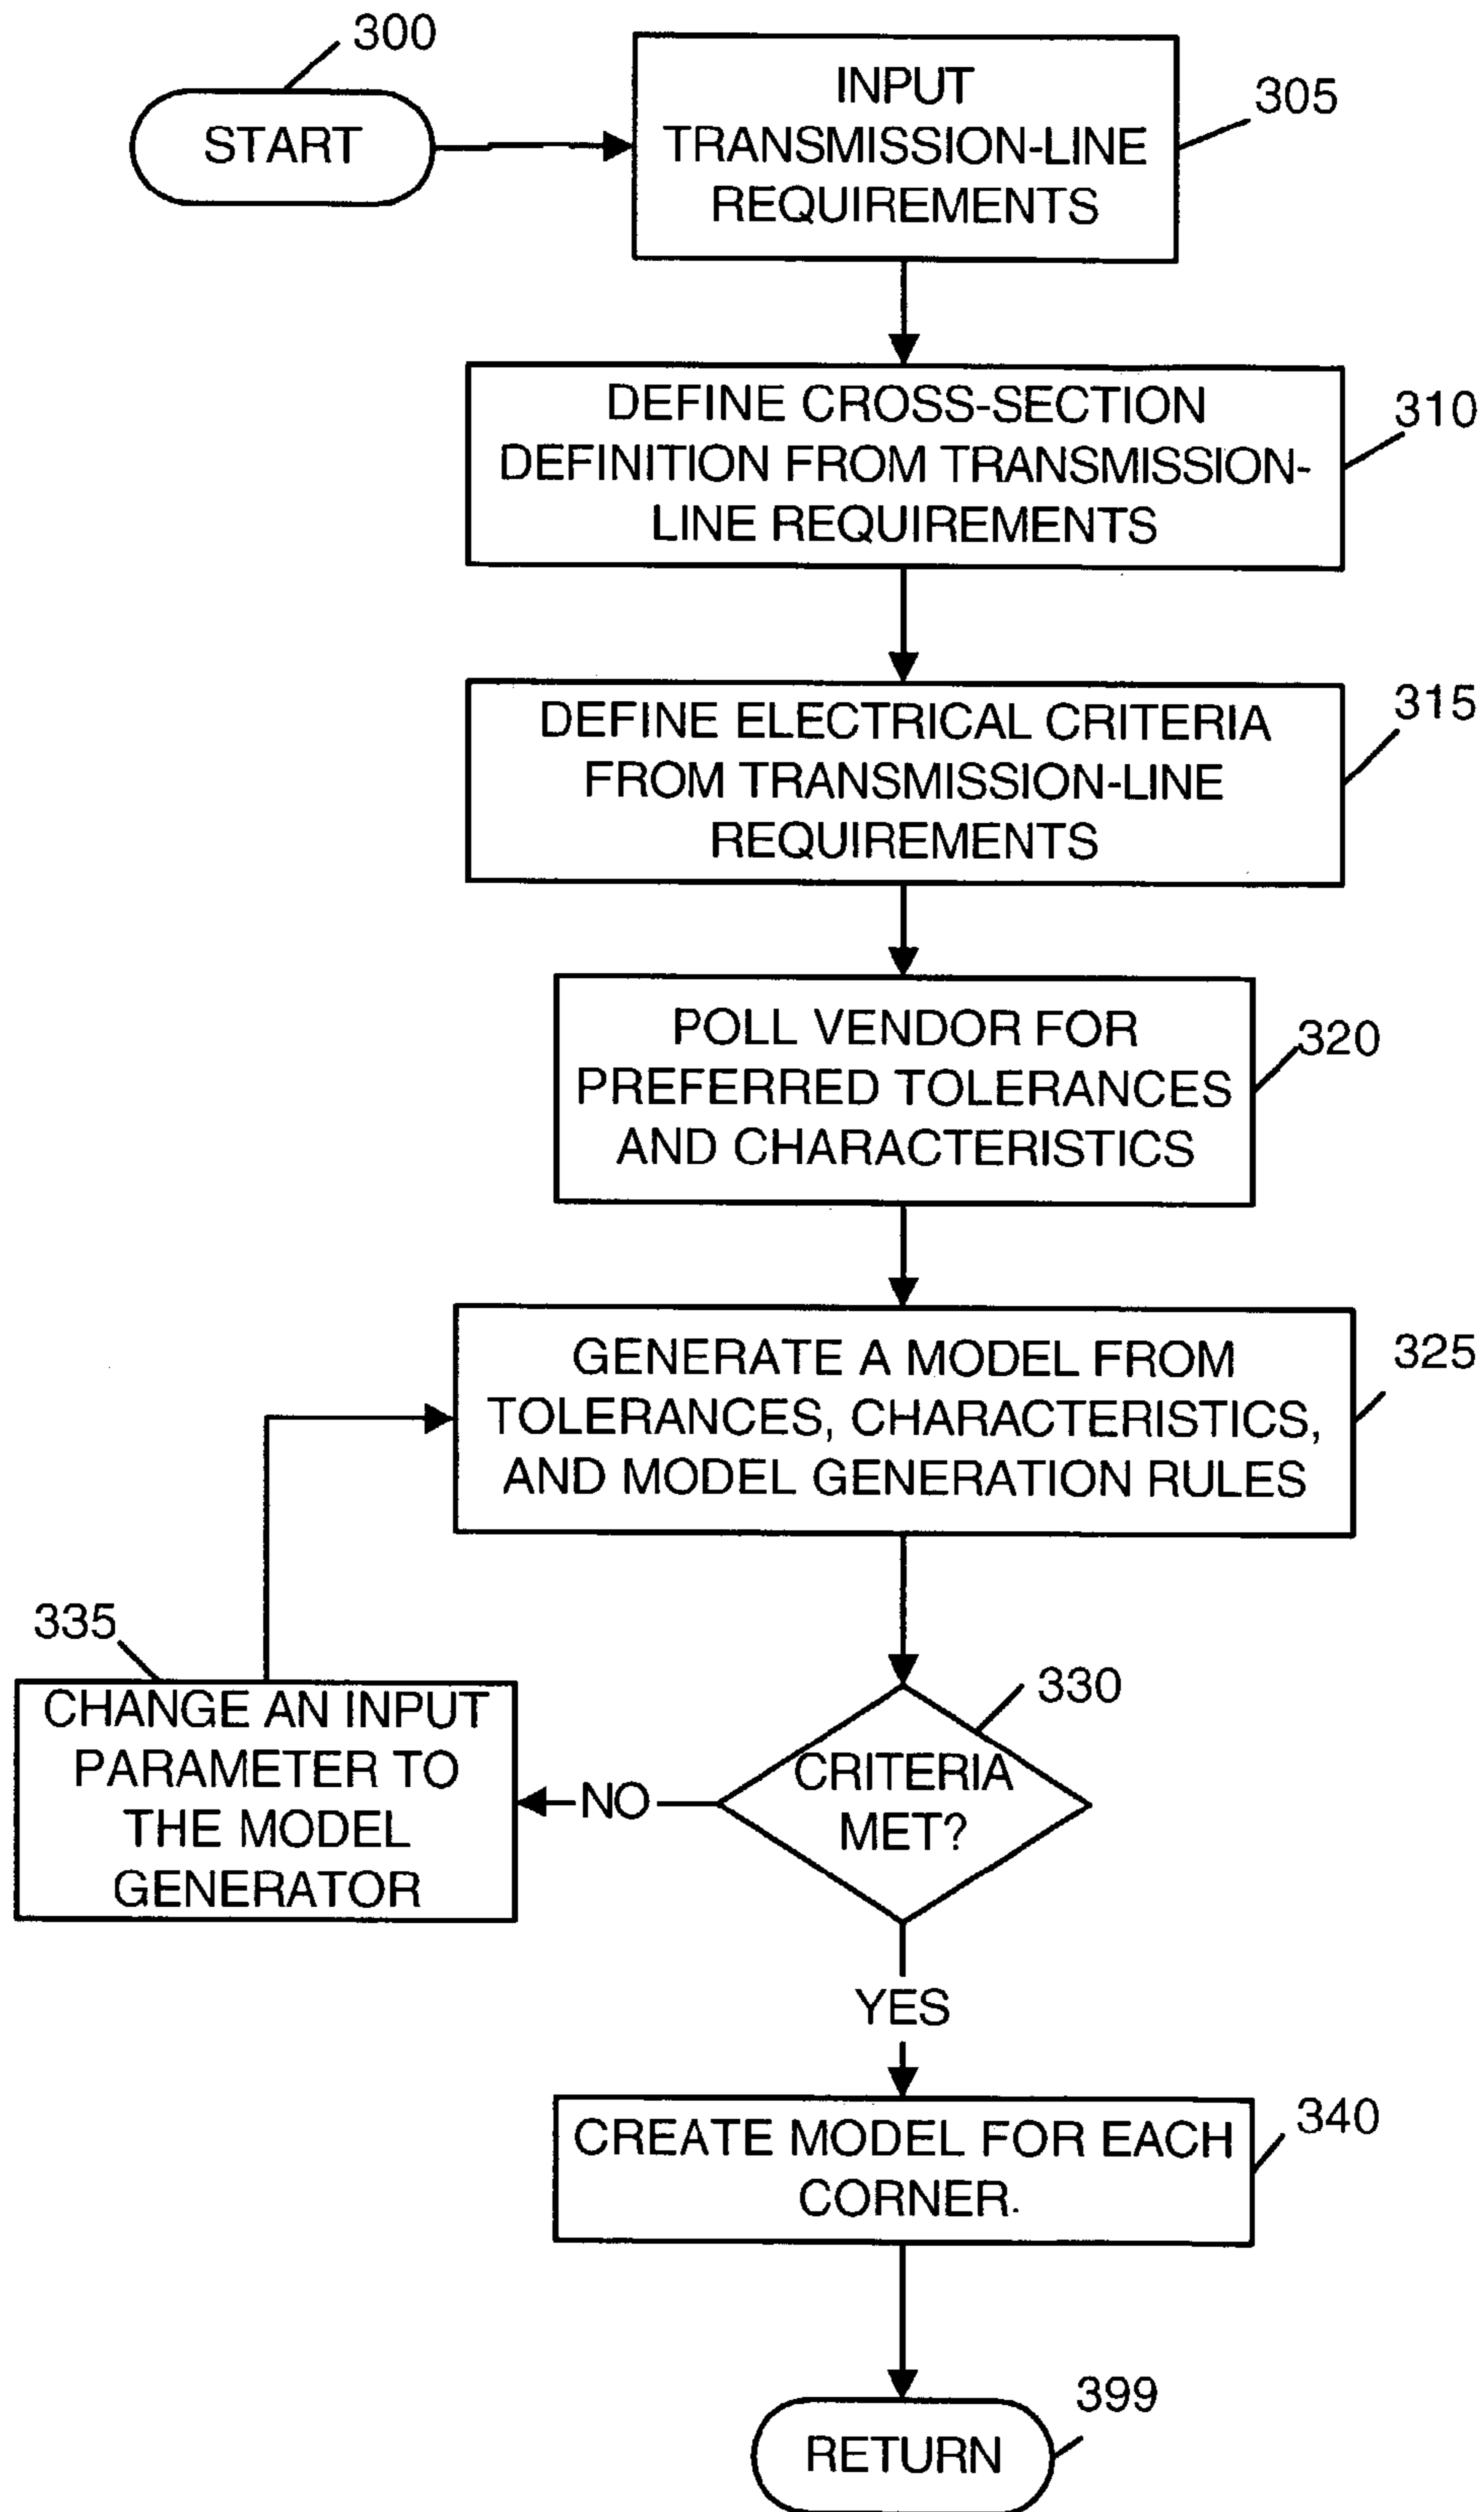 300
START
INPUT
TRANSMISSION-LINE
REQUIREMENTS
305
DEFINE CROSS-SECTION
DEFINITION FROM TRANSMISSION-
LINE REQUIREMENTS
310
DEFINE ELECTRICAL CRITERIA
FROM TRANSMISSION-LINE
REQUIREMENTS
315
POLL VENDOR FOR
PREFERRED TOLERANCES
AND CHARACTERISTICS
320
GENERATE A MODEL FROM
TOLERANCES, CHARACTERISTICS,
AND MODEL GENERATION RULES
325
335
CHANGE AN INPUT
PARAMETER TO
THE MODEL
GENERATOR
NO
330
CRITERIA
MET?
YES
CREATE MODEL FOR EACH
CORNER.
340
RETURN
399